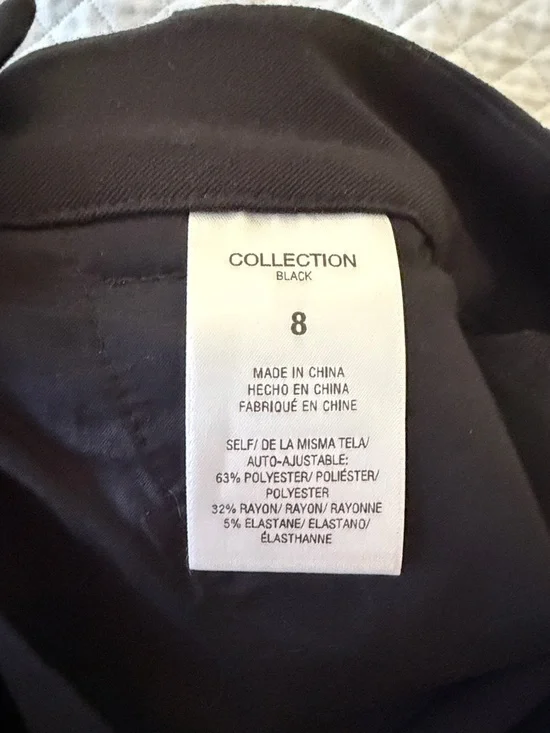 COLLECTION
BLACK
8
MADE IN CHINA
HECHO EN CHINA
FABRIQUÉ EN CHINE
SELF/ DE LA MISMA TELA/
AUTO-AJUSTABLE:
63% POLYESTER/ POLIÉSTER/
POLYESTER
32% RAYON/ RAYON/ RAYONNE
5% ELASTANE/ ELASTANO/
ÉLASTHANNE